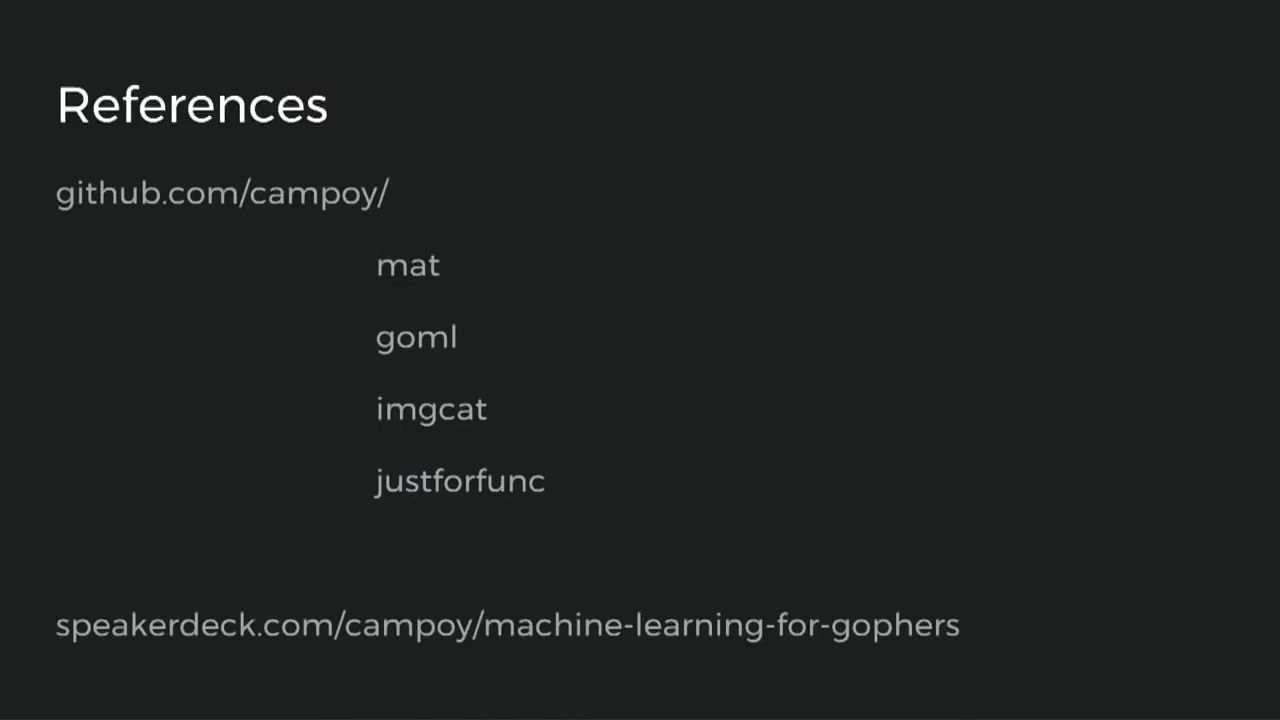 References
github.com/campoy/
mat
goml
imgcat
justforfunc
speakerdeck.com/campoy/machine-learning-for-gophers